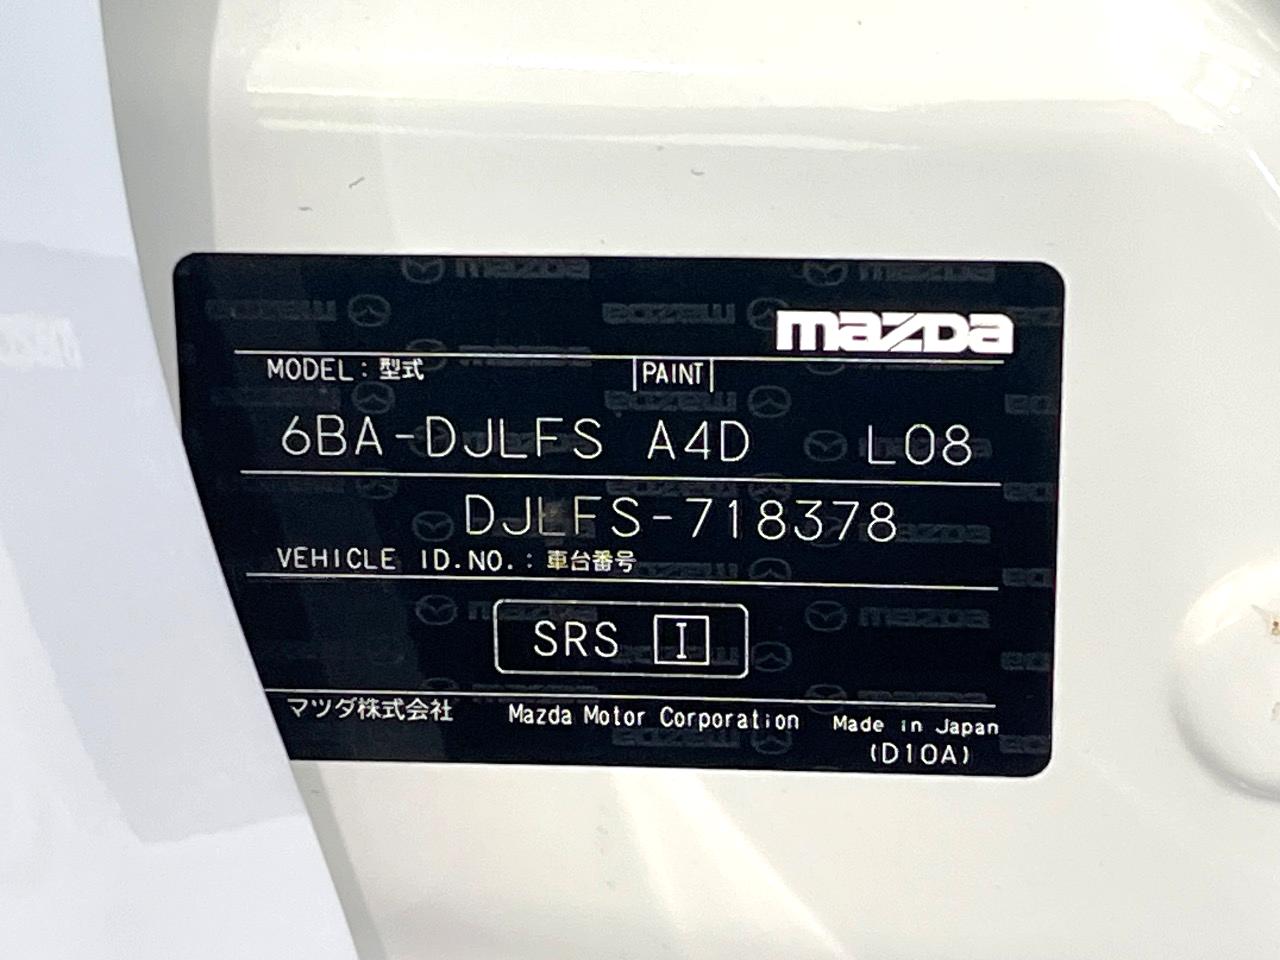 mazda
MODEL：型式 PAINT
6BA-DJLFS A4D L08
DJLFS-718378
VEHICLE ID.NO.：車台番号
SRS I
マツダ株式会社 Mazda Motor Corporation Made in Japan
(D10A)